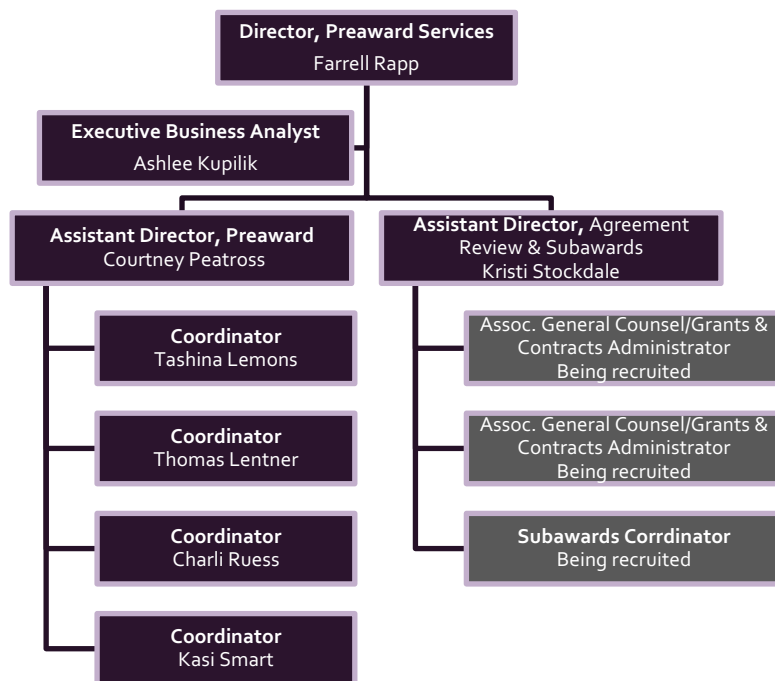 Director, Preaward Services
Farrell Rapp
Executive Business Analyst
Ashlee Kupilik
Assistant Director, Preaward
Courtney Peatross
Assistant Director, Agreement
Review & Subawards
Kristi Stockdale
Coordinator
Tashina Lemons
Coordinator
Thomas Lentner
Coordinator
Charli Ruess
Coordinator
Kasi Smart
Assoc. General Counsel/Grants &
Contracts Administrator
Being recruited
Assoc. General Counsel/Grants &
Contracts Administrator
Being recruited
Subawards Corrdinator
Being recruited